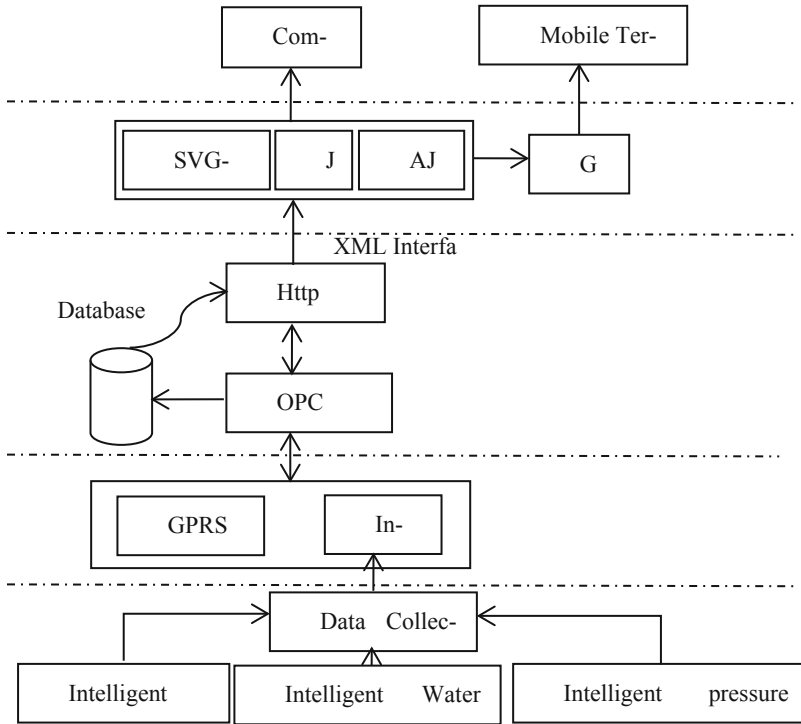 Com-
Mobile Ter-
SVG-
J
AJ
G
XML Interfa
Http
Database
OPC
GPRS
In-
Data Collec-
Intelligent
Intelligent Water
Intelligent pressure